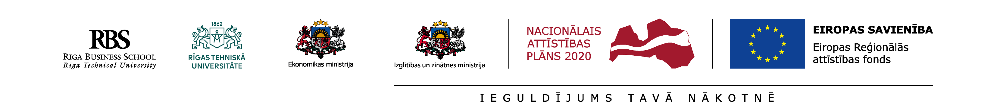 RBS
RIGA BUSINESS SCHOOL
Riga Technical University
1862
RĪGAS TEHNISKĀ
UNIVERSITĀTE
Ekonomikas ministrija
Izglītības un zinātnes ministrija
NACIONĀLAIS
ATTĪSTĪBAS
PLĀNS 2020
EIROPAS SAVIENĪBA
Eiropas Reģionālās
attīstības fonds
IEGULDĪJUMS TAVĀ NĀKOTNĒ